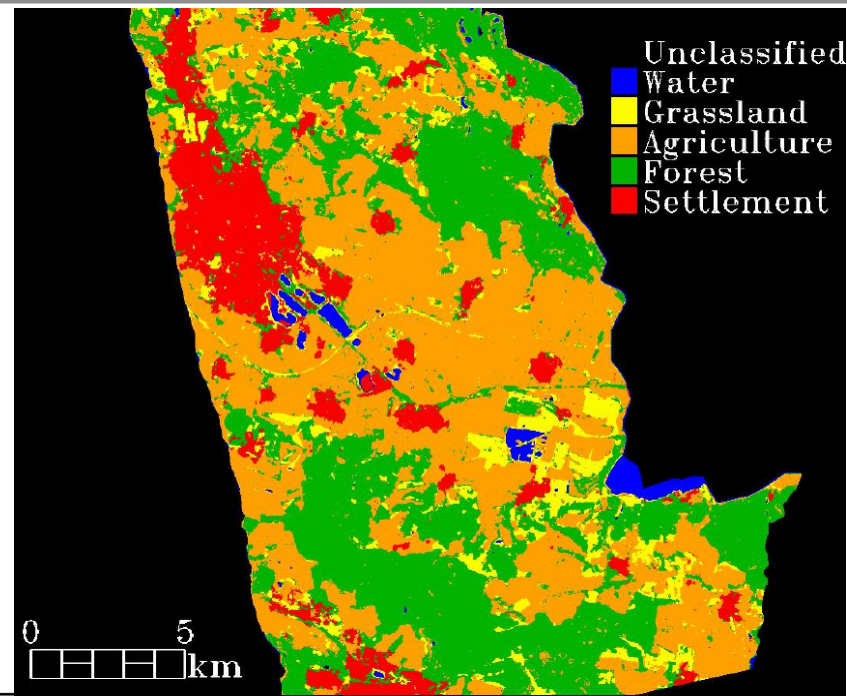 Unclassified
Water
Grassland
Agriculture
Forest
Settlement
0 5
km